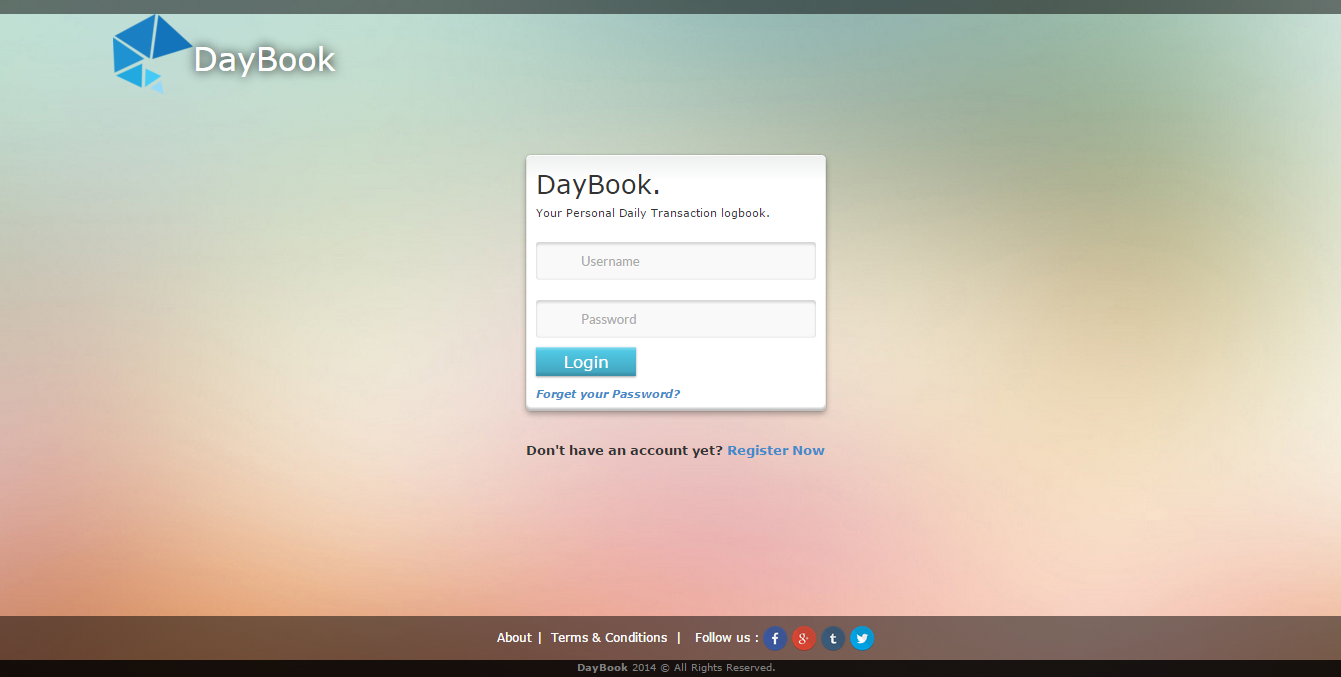 DayBook
DayBook.
Your Personal Daily Transaction logbook.
Username
Password
Login
Forget your Password?
Don't have an account yet? Register Now
About | Terms & Conditions | Follow us : f g+ t
DayBook 2014 © All Rights Reserved.